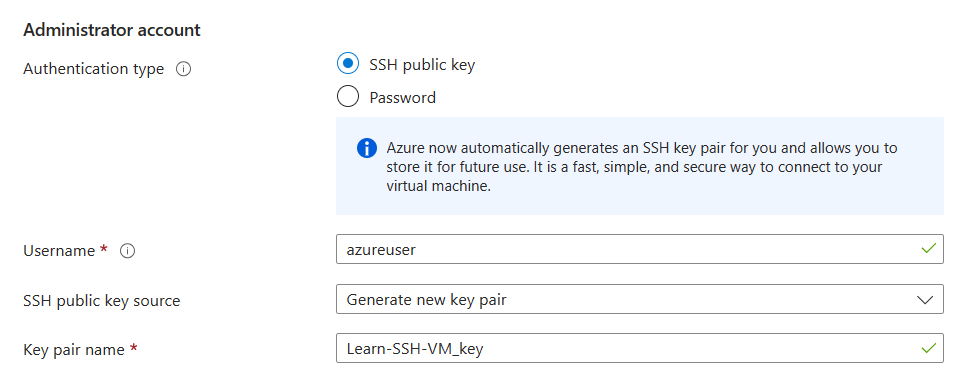 Administrator account
Authentication type
SSH public key
Password
Azure now automatically generates an SSH key pair for you and allows you to
store it for future use. It is a fast, simple, and secure way to connect to your
virtual machine.
Username *
azureuser
SSH public key source
Generate new key pair
Key pair name *
Learn-SSH-VM_key